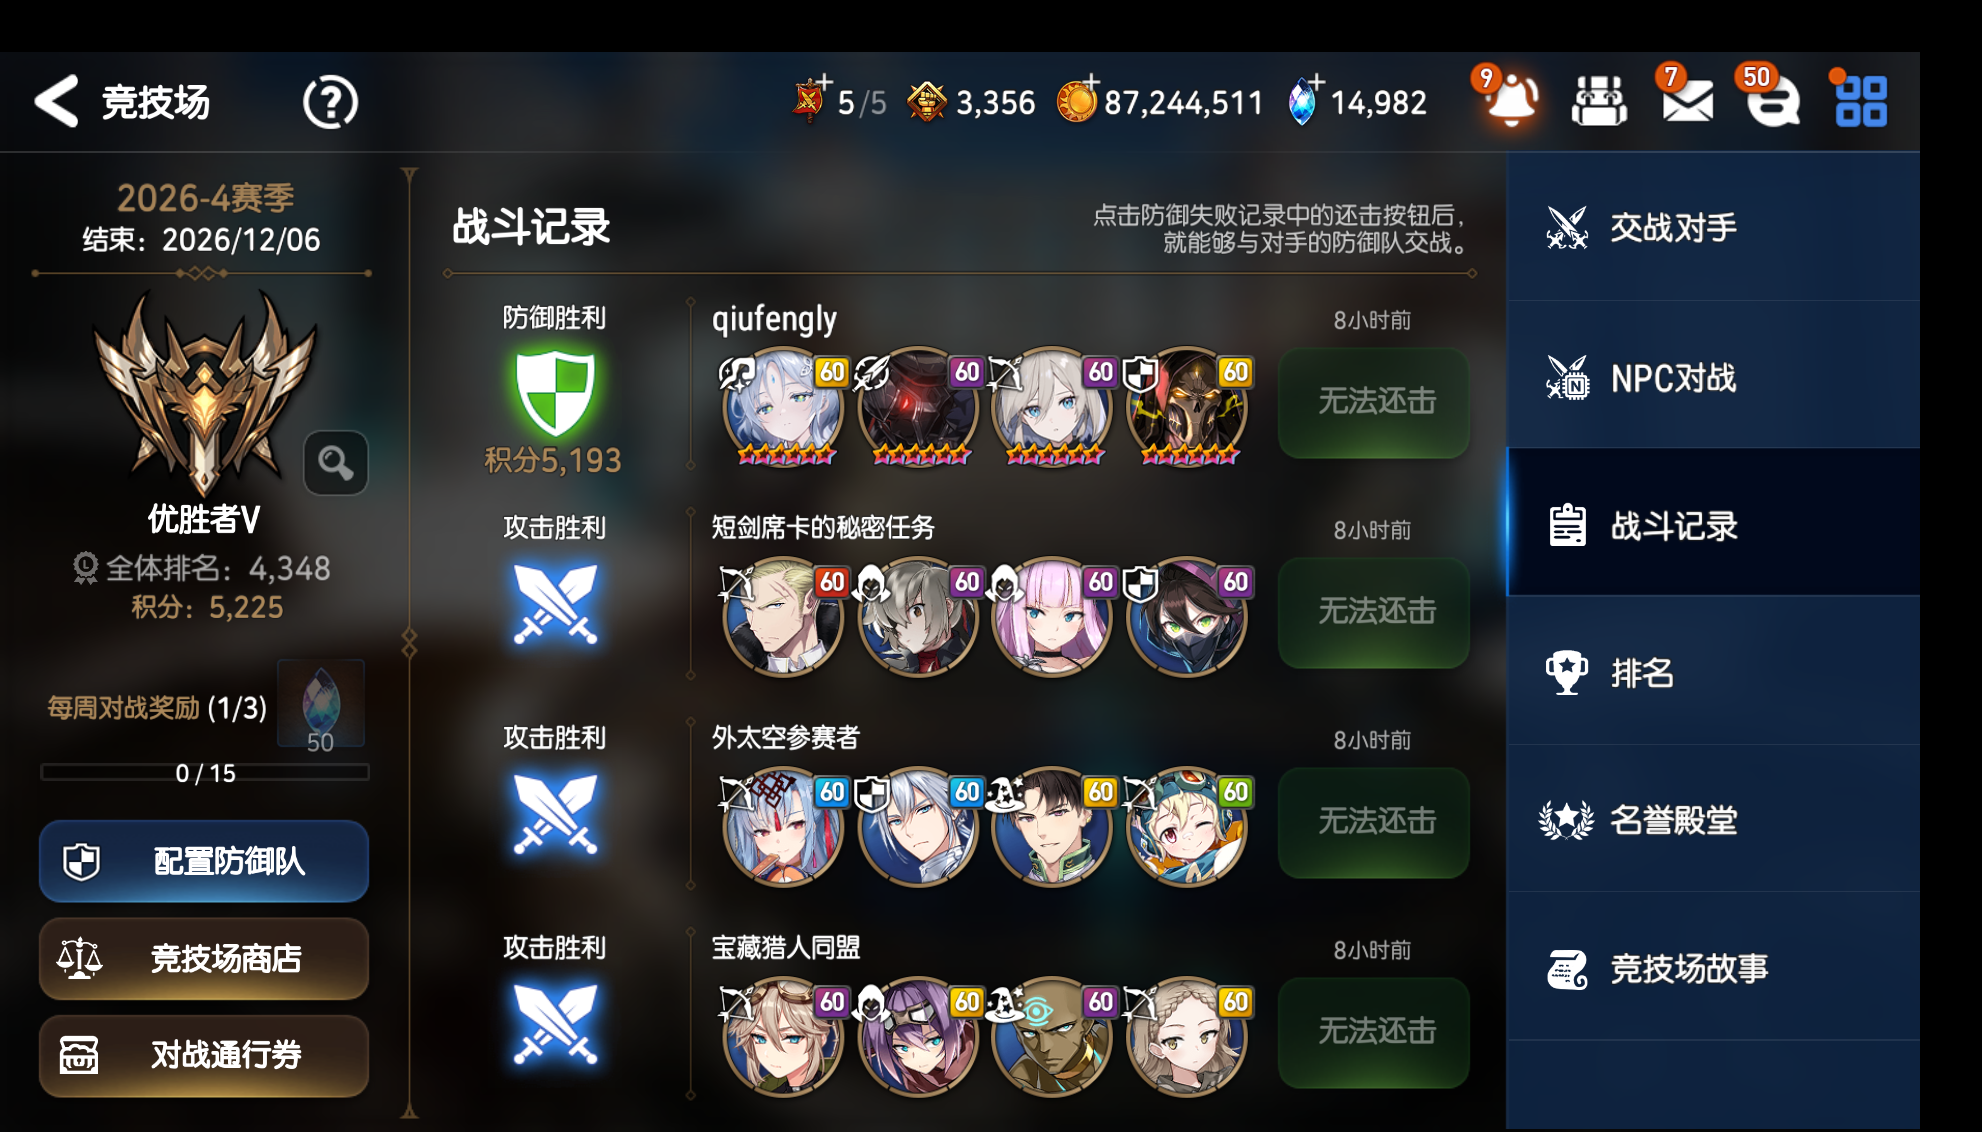 竞技场
5/5
3,356
87,244,511
14,982
9
7
50
2026-4赛季
结束：2026/12/06
优胜者V
全体排名：4,348
积分：5,225
每周对战奖励 (1/3)
50
0 / 15
配置防御队
竞技场商店
对战通行券
战斗记录
点击防御失败记录中的还击按钮后，
就能够与对手的防御队交战。
防御胜利
积分5,193
qiufengly
60
60
60
60
8小时前
无法还击
攻击胜利
短剑席卡的秘密任务
60
60
60
60
8小时前
无法还击
攻击胜利
外太空参赛者
60
60
60
60
8小时前
无法还击
攻击胜利
宝藏猎人同盟
60
60
60
60
8小时前
无法还击
交战对手
NPC对战
战斗记录
排名
名誉殿堂
竞技场故事